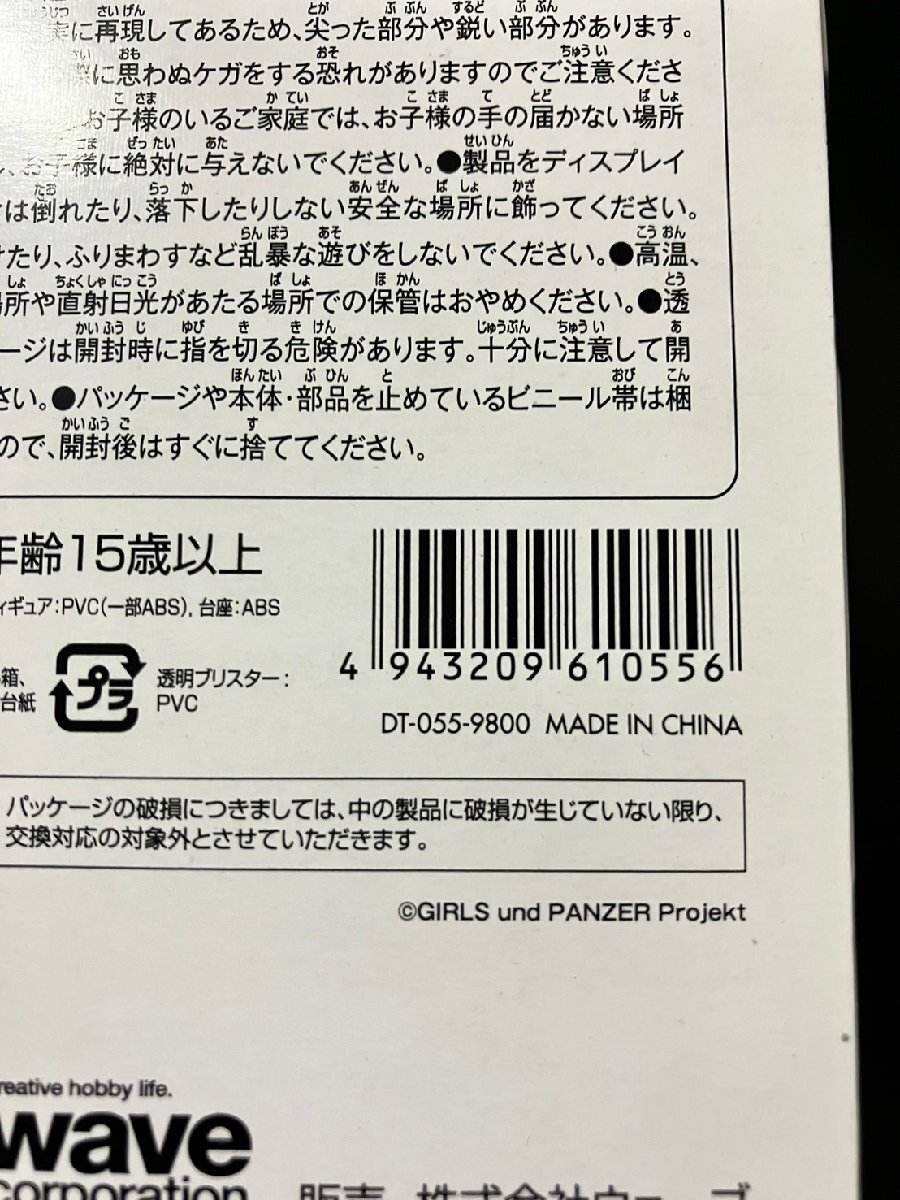 実に再現してあるため、尖った部分や鋭い部分があります。
際に思わぬケガをする恐れがありますのでご注意くださ
お子様のいるご家庭では、お子様の手の届かない場所
、お子様に絶対に与えないでください。●製品をディスプレイ
は倒れたり、落下したりしない安全な場所に飾ってください。
けたり、ふりまわすなど乱暴な遊びをしないでください。●高温、
場所や直射日光があたる場所での保管はおやめください。●透
ージは開封時に指を切る危険があります。十分に注意して開
さい。●パッケージや本体・部品を止めているビニール帯は梱
ので、開封後はすぐに捨ててください。
年齢15歳以上
ィギュア:PVC(一部ABS), 台座:ABS
箱、
台紙
プラ
透明ブリスター:
PVC
4 943209 610556
DT-055-9800 MADE IN CHINA
パッケージの破損につきましては、中の製品に破損が生じていない限り、
交換対応の対象外とさせていただきます。
©GIRLS und PANZER Projekt
reative hobby life.
wave
corporation
販売 株式会社ウェーブ